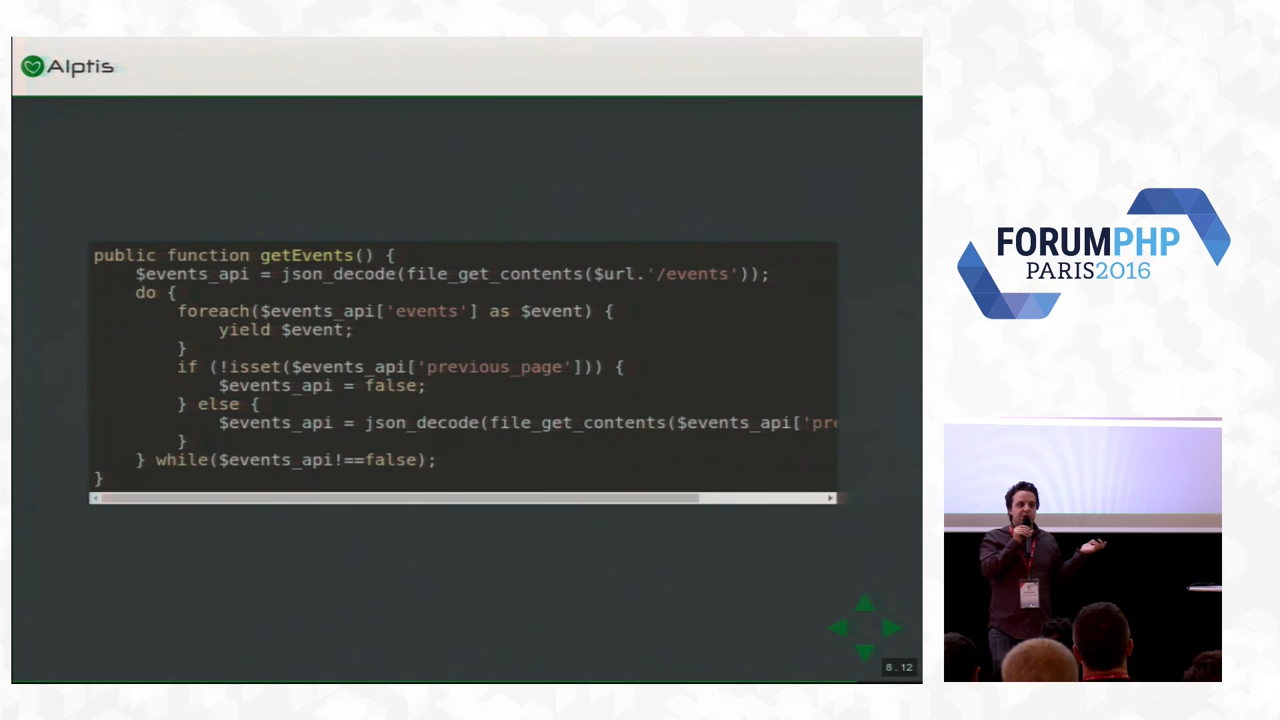 Alptis
public function getEvents() {
    $events_api = json_decode(file_get_contents($url.'/events'));
    do {
        foreach($events_api['events'] as $event) {
            yield $event;
        }
        if (!isset($events_api['previous_page'])) {
            $events_api = false;
        } else {
            $events_api = json_decode(file_get_contents($events_api['pre
        }
    } while($events_api!==false);
}
8.12
FORUMPHP
PARIS2016